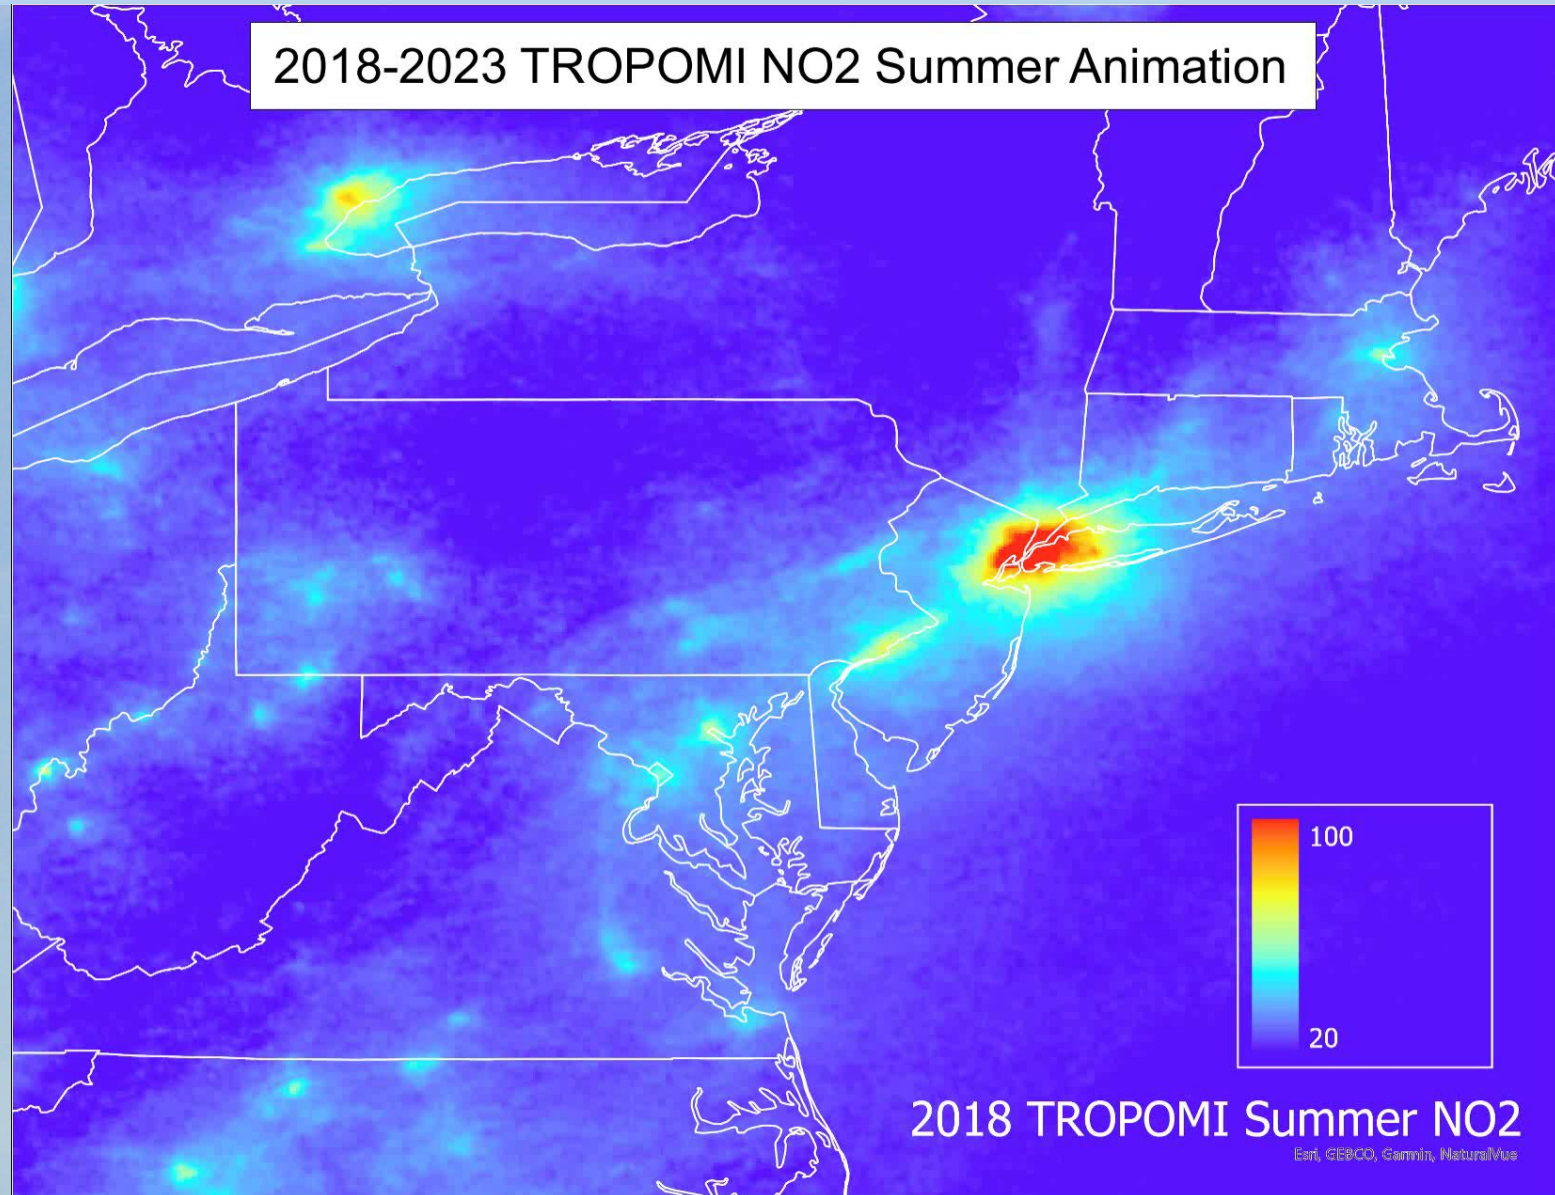 2018-2023 TROPOMI NO2 Summer Animation
100
20
2018 TROPOMI Summer NO2
Esri, GEBCO, Garmin, NaturalVue